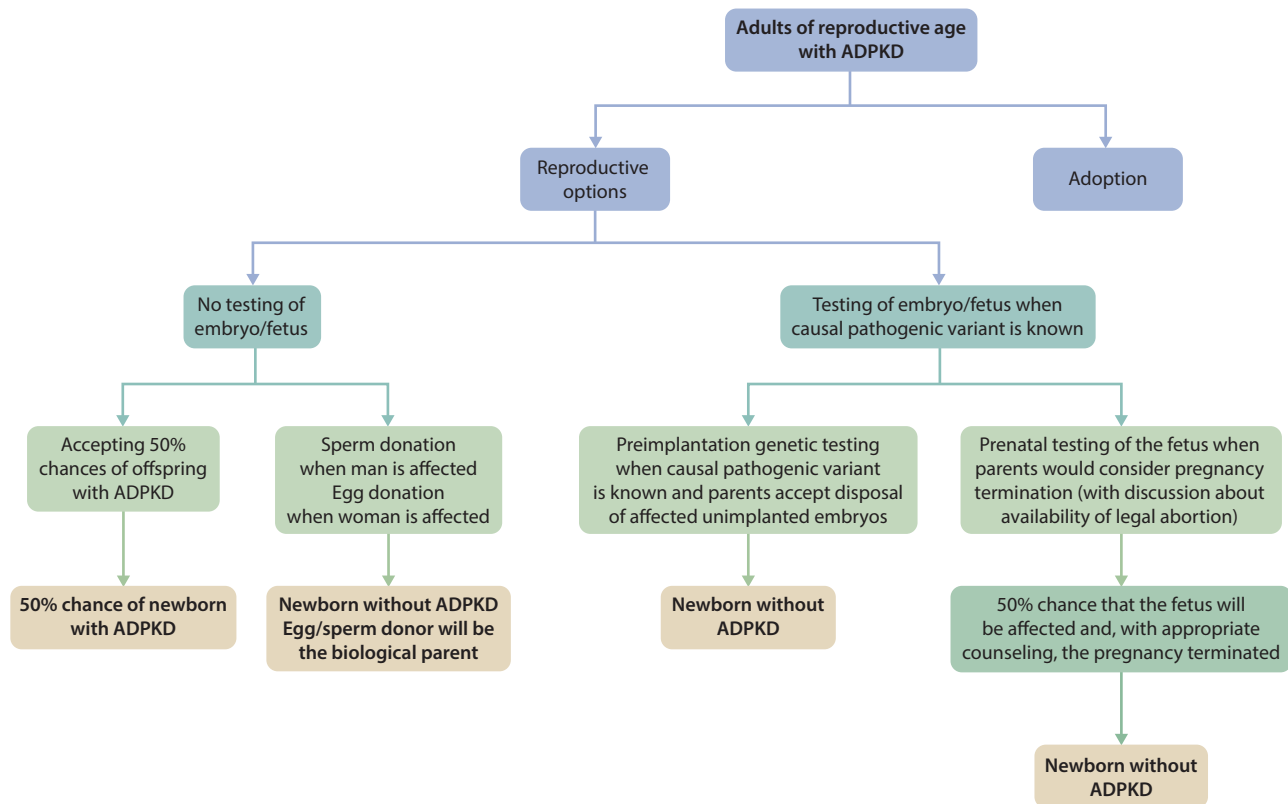 Adults of reproductive age
with ADPKD
Reproductive
options
Adoption
No testing of
embryo/fetus
Testing of embryo/fetus when
causal pathogenic variant is known
Accepting 50%
chances of offspring
with ADPKD
Sperm donation
when man is affected
Egg donation
when woman is affected
Preimplantation genetic testing
when causal pathogenic variant
is known and parents accept disposal
of affected unimplanted embryos
Prenatal testing of the fetus when
parents would consider pregnancy
termination (with discussion about
availability of legal abortion)
50% chance of newborn
with ADPKD
Newborn without ADPKD
Egg/sperm donor will be
the biological parent
Newborn without
ADPKD
50% chance that the fetus will
be affected and, with appropriate
counseling, the pregnancy terminated
Newborn without
ADPKD